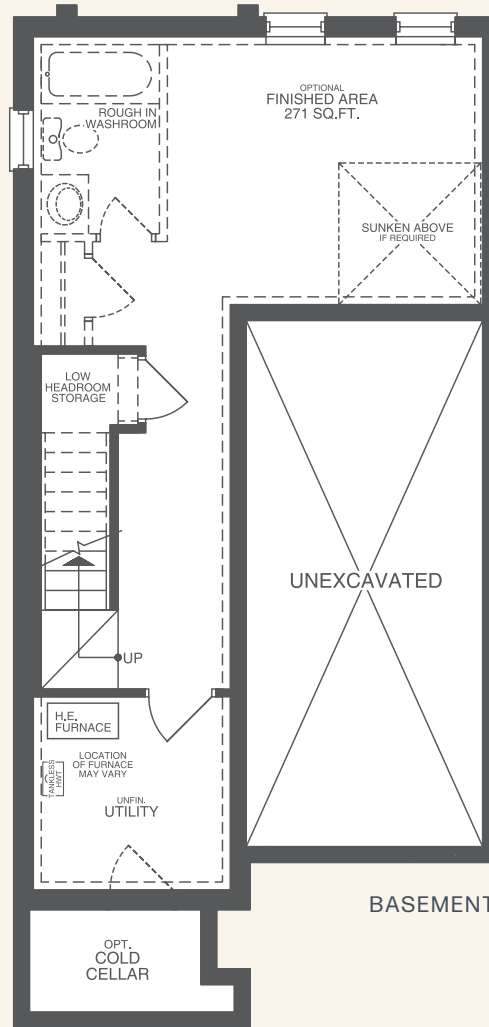 OPTIONAL
FINISHED AREA
271 SQ.FT.
ROUGH IN
WASHROOM
SUNKEN ABOVE
IF REQUIRED
LOW
HEADROOM
STORAGE
UNEXCAVATED
UP
H.E.
FURNACE
LOCATION
OF FURNACE
MAY VARY
TANKLESS
HWT
UNFIN.
UTILITY
BASEMENT
OPT.
COLD
CELLAR